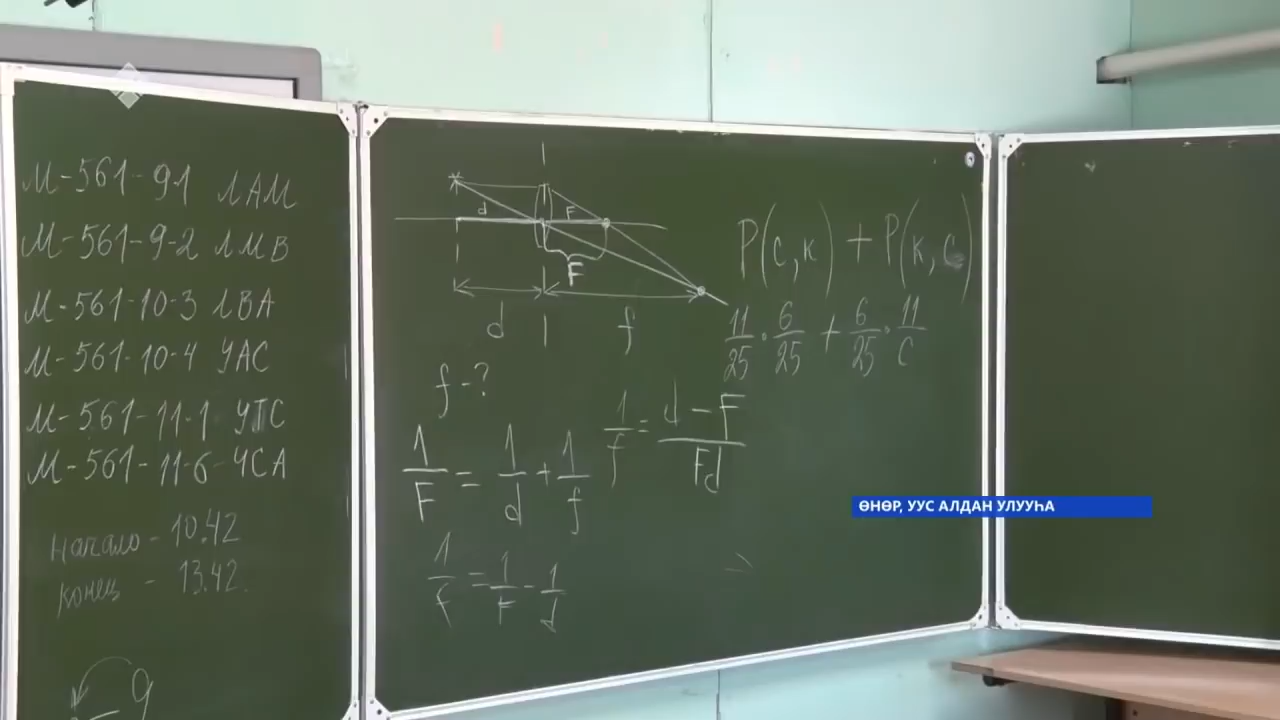 М-561-91 ЛАМ
М-561-9-2 ЛМВ
М-561-10-3 ЛВА
М-561-10-4 УАС
М-561-11-1 УПС
М-561-11-6 ЧСА
начало - 10.42
конец - 13.42.
9
d F
F
d f
f-?
1/F = 1/d + 1/f
1/f = (d - F)/Fd
1/f = 1/F - 1/d
P(с,к) + P(к,с)
11/25 · 6/25 + 6/25 · 11/С
ӨНӨР, УУС АЛДАН УЛУУҺА